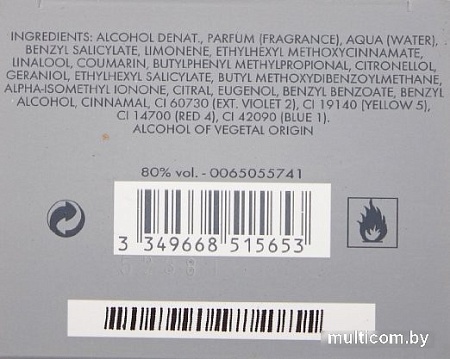 INGREDIENTS: ALCOHOL DENAT., PARFUM (FRAGRANCE), AQUA (WATER),
BENZYL SALICYLATE, LIMONENE, ETHYLHEXYL METHOXYCINNAMATE,
LINALOOL, COUMARIN, BUTYLPHENYL METHYLPROPIONAL, CITRONELLOL,
GERANIOL, ETHYLHEXYL SALICYLATE, BUTYL METHOXYDIBENZOYLMETHANE,
ALPHA-ISOMETHYL IONONE, CITRAL, EUGENOL, BENZYL BENZOATE, BENZYL
ALCOHOL, CINNAMAL, CI 60730 (EXT. VIOLET 2), CI 19140 (YELLOW 5),
CI 14700 (RED 4), CI 42090 (BLUE 1).
ALCOHOL OF VEGETAL ORIGIN
80% vol. - 0065055741
3 349668 515653
multicom.by